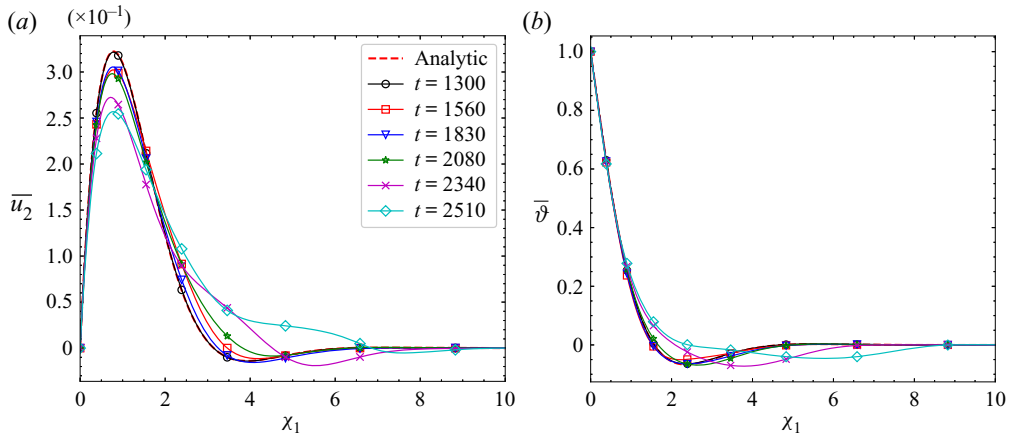 (a)
(×10⁻¹)
3.0
2.5
2.0
1.5
1.0
0.5
0
u̅₂
0 2 4 6 8 10
χ₁
Analytic
t = 1300
t = 1560
t = 1830
t = 2080
t = 2340
t = 2510
(b)
1.0
0.8
0.6
0.4
0.2
0
ϑ̅
0 2 4 6 8 10
χ₁